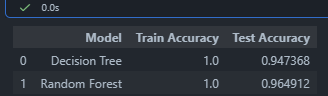 0.0s
Model Train Accuracy Test Accuracy
0 Decision Tree 1.0 0.947368
1 Random Forest 1.0 0.964912